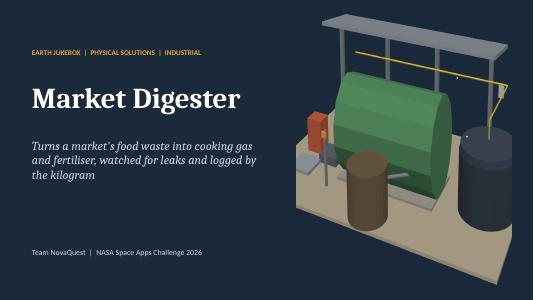 EARTH JUKEBOX | PHYSICAL SOLUTIONS | INDUSTRIAL
Market Digester
Turns a market's food waste into cooking gas
and fertiliser, watched for leaks and logged by
the kilogram
Team NovaQuest | NASA Space Apps Challenge 2026